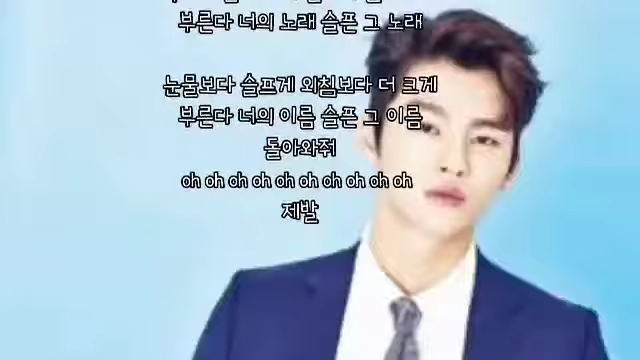 부른다 너의 노래 슬픈 그 노래
눈물보다 슬프게 외침보다 더 크게
부른다 너의 이름 슬픈 그 이름
돌아와줘
oh oh oh oh oh oh oh oh oh oh
제발